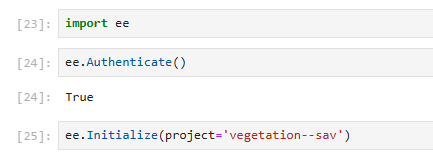 [23]: import ee
[24]: ee.Authenticate()
[24]: True
[25]: ee.Initialize(project='vegetation--sav')